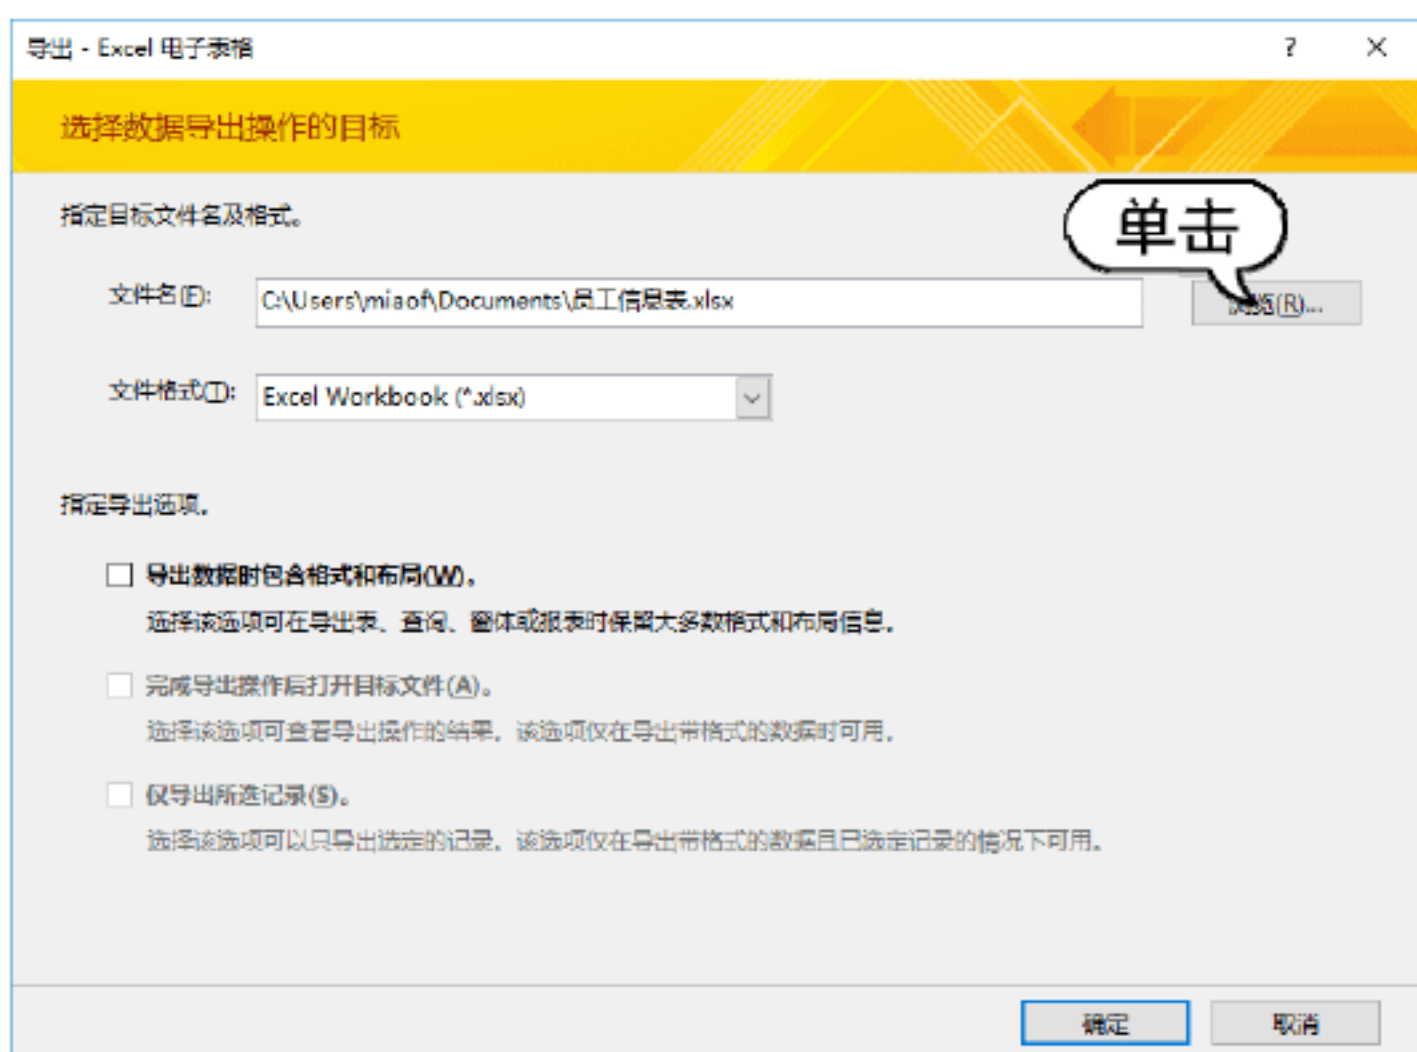 导出 - Excel 电子表格
选择数据导出操作的目标
指定目标文件名及格式。
单击
文件名(F):
C:\Users\miaof\Documents\员工信息表.xlsx
浏览(R)...
文件格式(T):
Excel Workbook (*.xlsx)
指定导出选项。
导出数据时包含格式和布局(W)。
选择该选项可在导出表、查询、窗体或报表时保留大多数格式和布局信息。
完成导出操作后打开目标文件(A)。
选择该选项可查看导出操作的结果。该选项仅在导出带格式的数据时可用。
仅导出所选记录(S)。
选择该选项可以只导出选定的记录。该选项仅在导出带格式的数据且已选定记录的情况下可用。
确定
取消